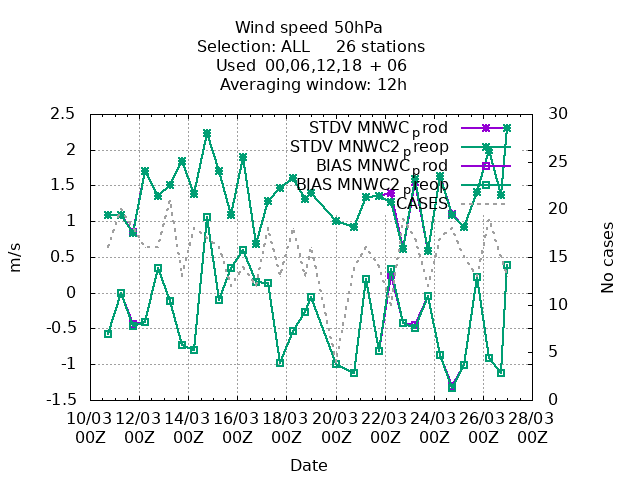 Wind speed 50hPa
Selection: ALL 26 stations
Used 00,06,12,18 + 06
Averaging window: 12h
2.5
2
1.5
1
0.5
0
-0.5
-1
-1.5
m/s
30
25
20
15
10
5
0
No cases
STDV MNWC_prod
STDV MNWC2_preop
BIAS MNWC_prod
BIAS MNWC2_preop
CASES
10/03 12/03 14/03 16/03 18/03 20/03 22/03 24/03 26/03 28/03
00Z 00Z 00Z 00Z 00Z 00Z 00Z 00Z 00Z 00Z
Date